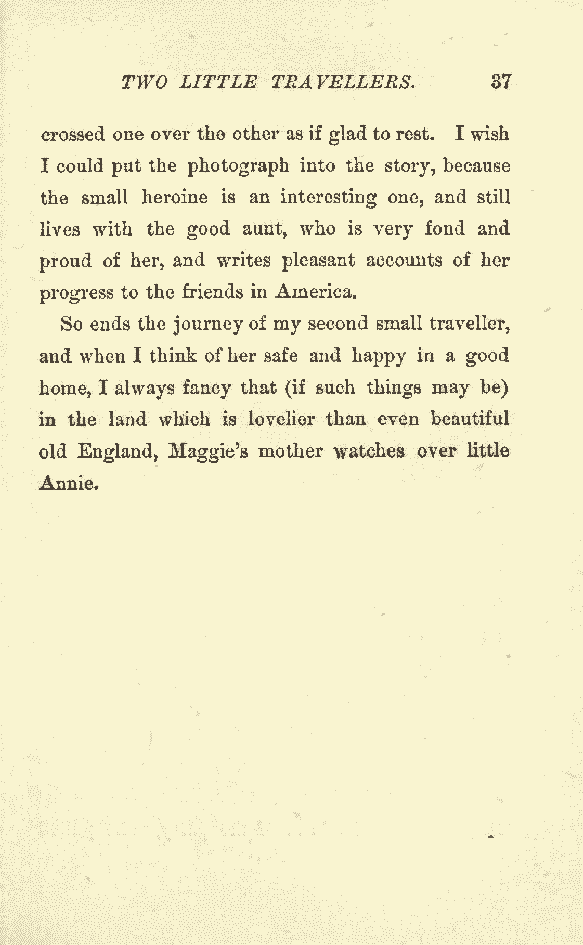 TWO LITTLE TRAVELLERS. 37
crossed one over the other as if glad to rest. I wish
I could put the photograph into the story, because
the small heroine is an interesting one, and still
lives with the good aunt, who is very fond and
proud of her, and writes pleasant accounts of her
progress to the friends in America.
So ends the journey of my second small traveller,
and when I think of her safe and happy in a good
home, I always fancy that (if such things may be)
in the land which is lovelier than even beautiful
old England, Maggie's mother watches over little
Annie.